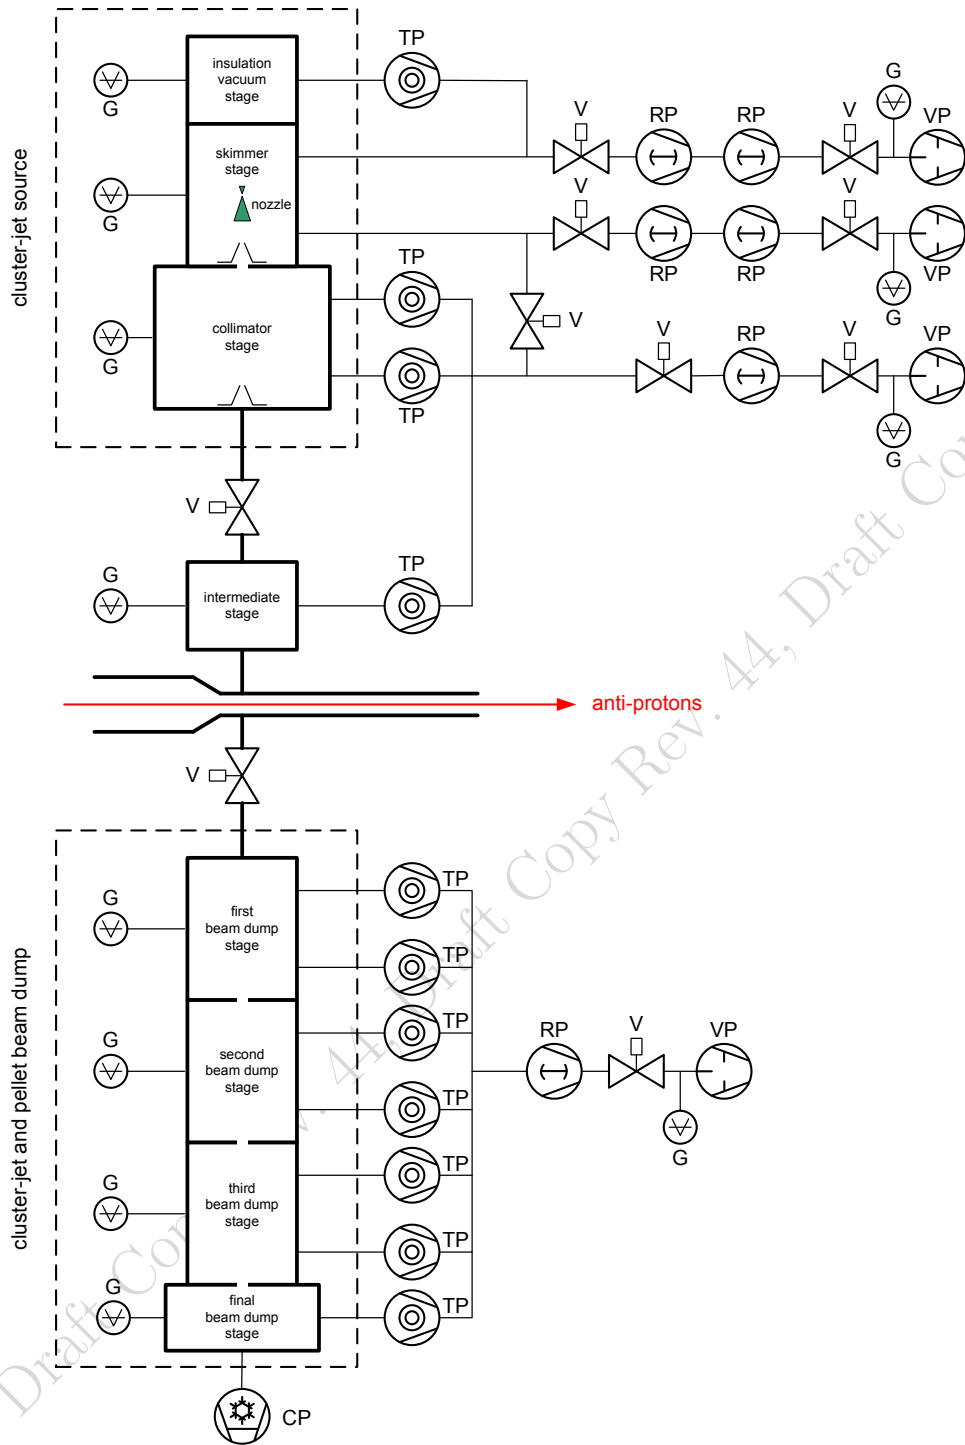 TP
insulation
vacuum
stage
G
G
V
RP
RP
V
VP
skimmer
stage
nozzle
G
V
V
RP
RP
VP
G
TP
V
cluster-jet source
collimator
stage
G
TP
V
RP
V
VP
G
V
G
intermediate
stage
TP
anti-protons
V
cluster-jet and pellet beam dump
first
beam dump
stage
G
TP
TP
second
beam dump
stage
G
TP
TP
RP
V
VP
G
third
beam dump
stage
G
TP
TP
final
beam dump
stage
G
TP
CP
Draft Copy Rev. 44, Draft Copy Rev. 44, Draft Cop